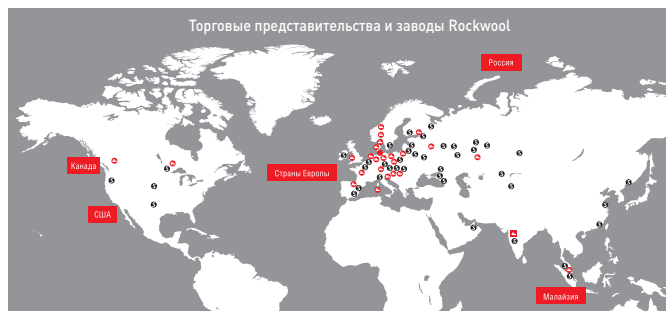 Торговые представительства и заводы Rockwool
Россия
Канада
Страны Европы
США
Малайзия